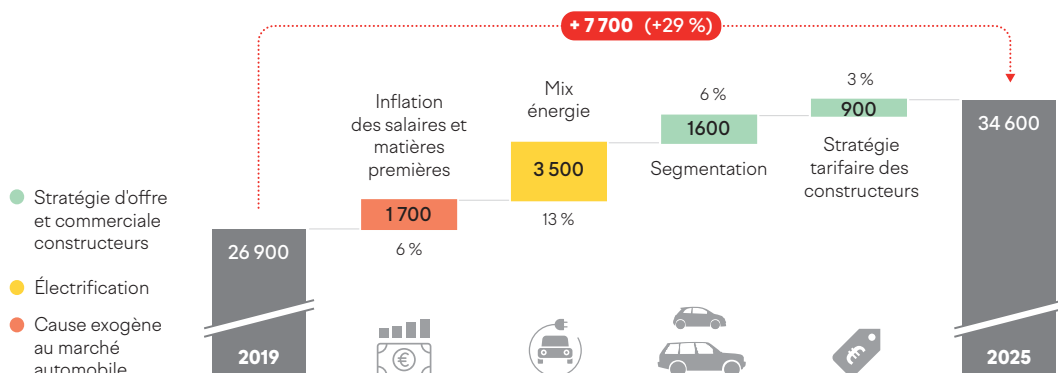 + 7 700 (+29 %)
Inflation
des salaires et
matières
premières
1 700
6 %
Mix
énergie
3 500
13 %
6 %
1600
Segmentation
3 %
900
Stratégie
tarifaire des
constructeurs
34 600
26 900
Stratégie d'offre
et commerciale
constructeurs
Électrification
Cause exogène
au marché
automobile
€
€
2019
2025